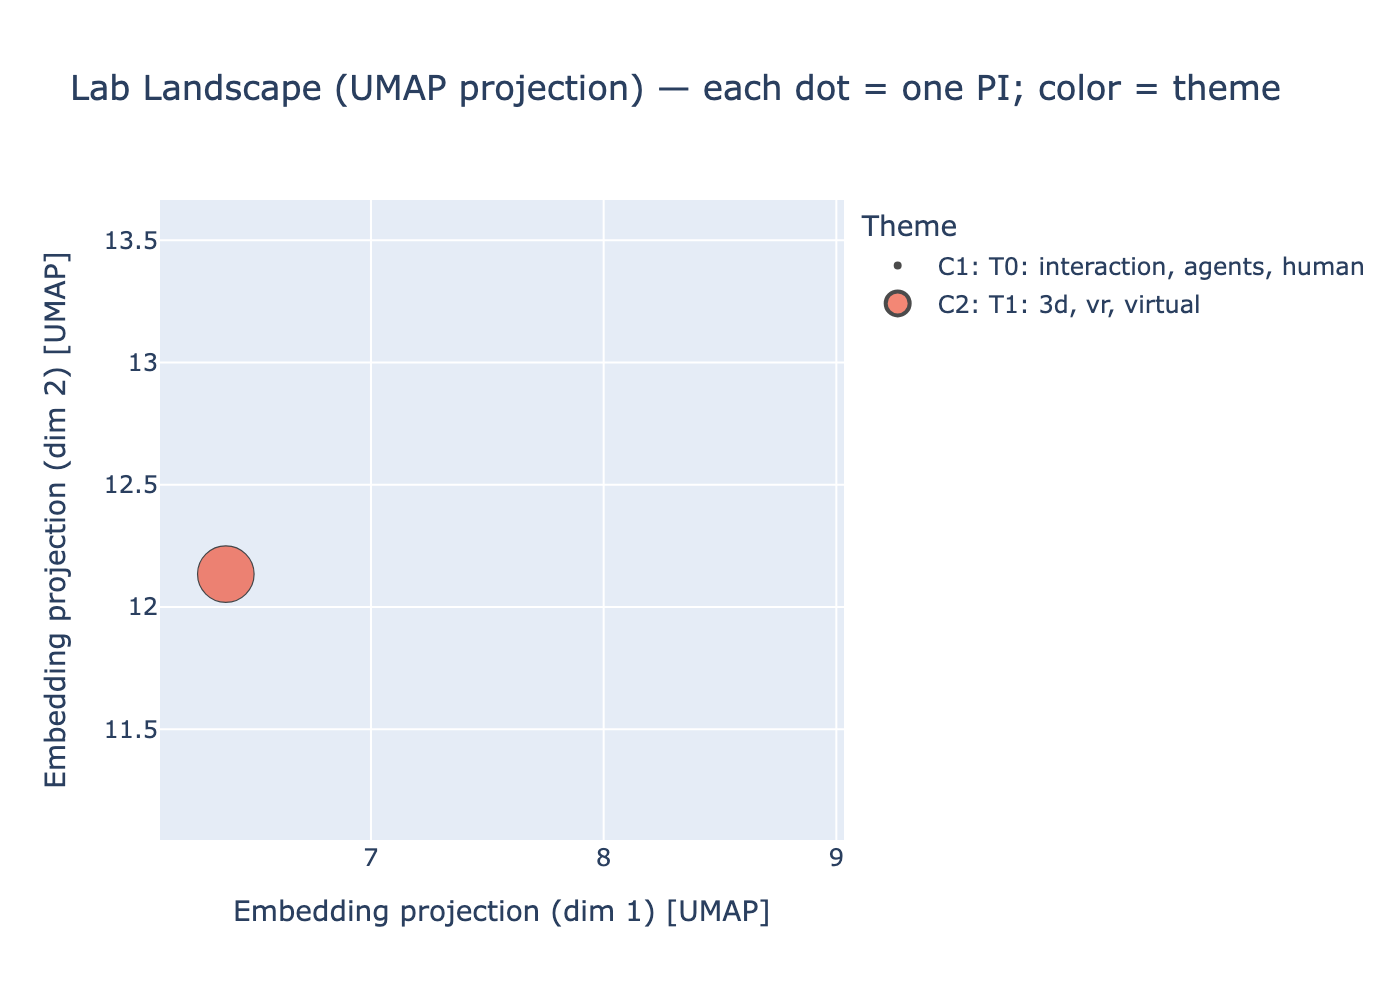 Lab Landscape (UMAP projection) — each dot = one PI; color = theme
Theme
C1: T0: interaction, agents, human
C2: T1: 3d, vr, virtual
Embedding projection (dim 2) [UMAP]
13.5
13
12.5
12
11.5
7 8 9
Embedding projection (dim 1) [UMAP]